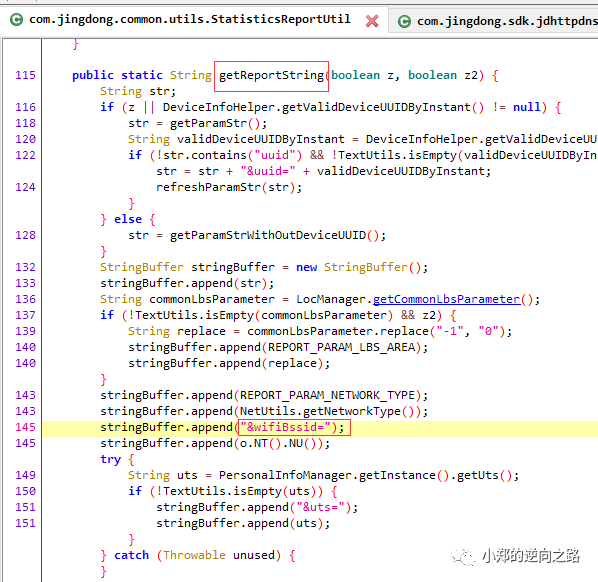 com.jingdong.common.utils.StatisticsReportUtil com.jingdong.sdk.jdhttpdns
}
115 public static String getReportString(boolean z, boolean z2) {
String str;
116 if (z || DeviceInfoHelper.getValidDeviceUUIDByInstant() != null) {
118 str = getParamStr();
120 String validDeviceUUIDByInstant = DeviceInfoHelper.getValidDeviceUU
122 if (!str.contains("uuid") && !TextUtils.isEmpty(validDeviceUUIDByIn
str = str + "&uuid=" + validDeviceUUIDByInstant;
124 refreshParamStr(str);
}
} else {
128 str = getParamStrWithOutDeviceUUID();
}
132 StringBuffer stringBuffer = new StringBuffer();
133 stringBuffer.append(str);
136 String commonLbsParameter = LocManager.getCommonLbsParameter();
137 if (!TextUtils.isEmpty(commonLbsParameter) && z2) {
139 String replace = commonLbsParameter.replace("-1", "0");
140 stringBuffer.append(REPORT_PARAM_LBS_AREA);
140 stringBuffer.append(replace);
}
143 stringBuffer.append(REPORT_PARAM_NETWORK_TYPE);
143 stringBuffer.append(NetUtils.getNetworkType());
145 stringBuffer.append("&wifiBssid=");
145 stringBuffer.append(o.NT().NU());
try {
149 String uts = PersonalInfoManager.getInstance().getUts();
150 if (!TextUtils.isEmpty(uts)) {
151 stringBuffer.append("&uts=");
151 stringBuffer.append(uts);
}
} catch (Throwable unused) {
}
小郑的逆向之路